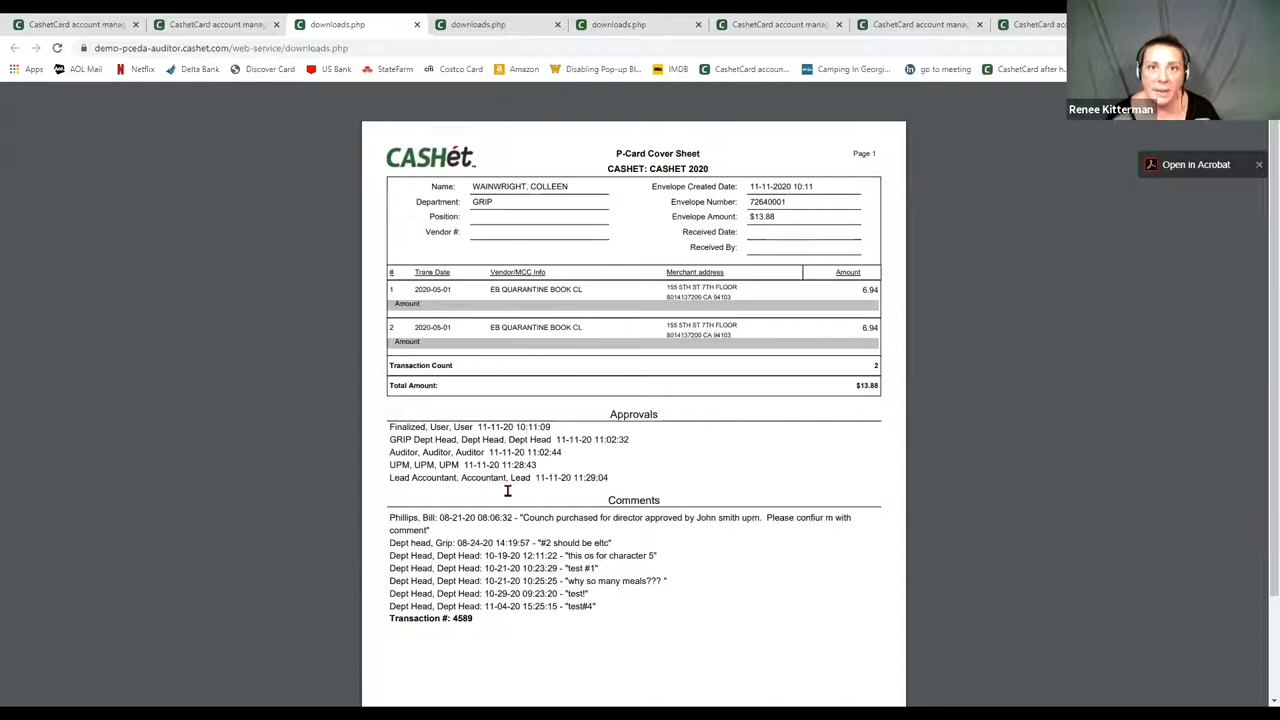 CashetCard account manag
CashetCard account manag
downloads.php
downloads.php
downloads.php
CashetCard account manag
CashetCard account manag
CashetCard acc
demo-pceda-auditor.cashet.com/web-service/downloads.php
Apps
AOL Mail
Netflix
Delta Bank
Discover Card
US Bank
StateFarm
Costco Card
Amazon
Disabling Pop-up Bl...
IMDB
CashetCard accoun...
Camping In Georgi...
go to meeting
CashetCard after h
Renee Kitterman
Open in Acrobat
CASHét
P-Card Cover Sheet
Page 1
CASHET: CASHET 2020
Name: WAINWRIGHT, COLLEEN
Envelope Created Date: 11-11-2020 10:11
Department: GRIP
Envelope Number: 72640001
Position:
Envelope Amount: $13.88
Vendor #:
Received Date:
Received By:
# Trans Date Vendor/MCC Info Merchant address Amount
1 2020-05-01 EB QUARANTINE BOOK CL 155 5TH ST 7TH FLOOR 6.94
8014137200 CA 94103
Amount
2 2020-05-01 EB QUARANTINE BOOK CL 155 5TH ST 7TH FLOOR 6.94
8014137200 CA 94103
Amount
Transaction Count 2
Total Amount: $13.88
Approvals
Finalized, User, User 11-11-20 10:11:09
GRIP Dept Head, Dept Head, Dept Head 11-11-20 11:02:32
Auditor, Auditor, Auditor 11-11-20 11:02:44
UPM, UPM, UPM 11-11-20 11:28:43
Lead Accountant, Accountant, Lead 11-11-20 11:29:04
Comments
Phillips, Bill: 08-21-20 08:06:32 - "Counch purchased for director approved by John smith upm. Please confiur m with
comment"
Dept head, Grip: 08-24-20 14:19:57 - "#2 should be eltc"
Dept Head, Dept Head: 10-19-20 12:11:22 - "this os for character 5"
Dept Head, Dept Head: 10-21-20 10:23:29 - "test #1"
Dept Head, Dept Head: 10-21-20 10:25:25 - "why so many meals??? "
Dept Head, Dept Head: 10-29-20 09:23:20 - "test!"
Dept Head, Dept Head: 11-04-20 15:25:15 - "test#4"
Transaction #: 4589